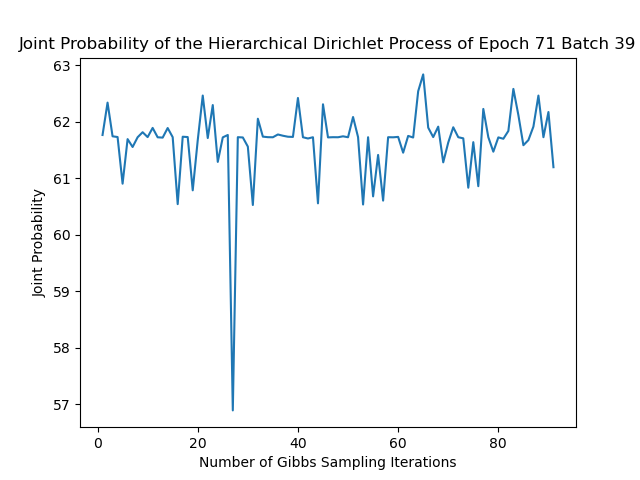 Joint Probability of the Hierarchical Dirichlet Process of Epoch 71 Batch 39
63
62
61
60
59
58
57
Joint Probability
0 20 40 60 80
Number of Gibbs Sampling Iterations